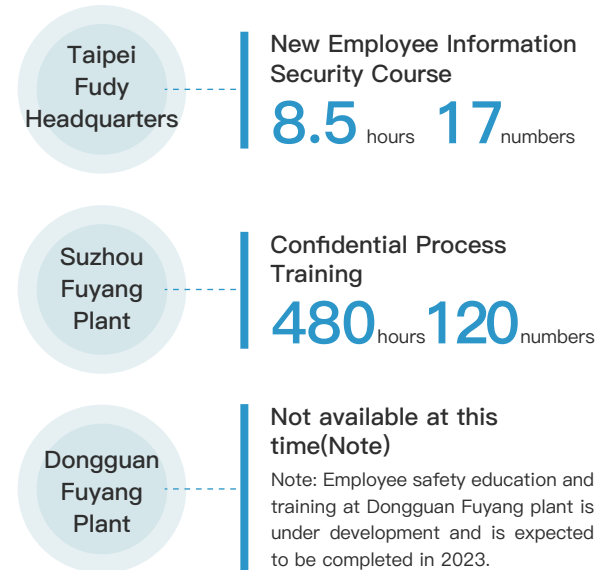 Taipei
Fudy
Headquarters
New Employee Information
Security Course
8.5 hours 17 numbers
Suzhou
Fuyang
Plant
Confidential Process
Training
480 hours 120 numbers
Dongguan
Fuyang
Plant
Not available at this
time(Note)
Note: Employee safety education and
training at Dongguan Fuyang plant is
under development and is expected
to be completed in 2023.